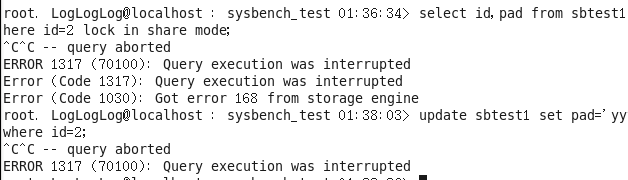 root. LogLogLog@localhost : sysbench_test 01:36:34> select id,pad from sbtest1
here id=2 lock in share mode;
^C^C -- query aborted
ERROR 1317 (70100): Query execution was interrupted
Error (Code 1317): Query execution was interrupted
Error (Code 1030): Got error 168 from storage engine
root. LogLogLog@localhost : sysbench_test 01:38:03> update sbtest1 set pad='yy
where id=2;
^C^C -- query aborted
ERROR 1317 (70100): Query execution was interrupted